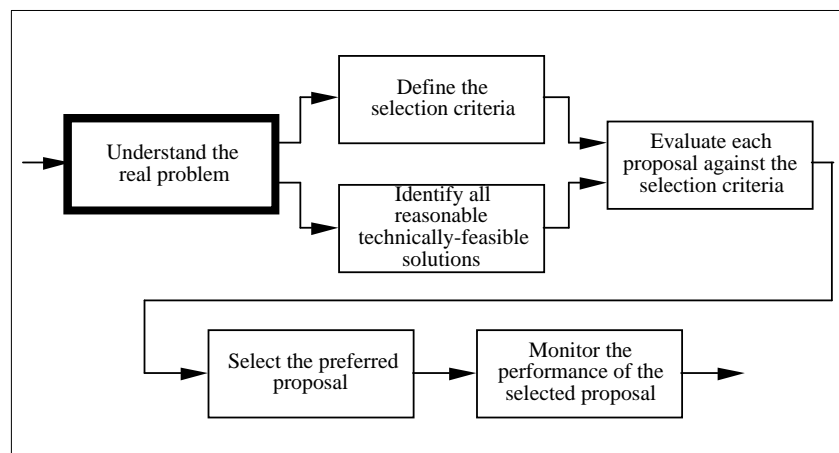 Understand the
real problem
Define the
selection criteria
Identify all
reasonable
technically-feasible
solutions
Evaluate each
proposal against the
selection criteria
Select the preferred
proposal
Monitor the
performance of the
selected proposal